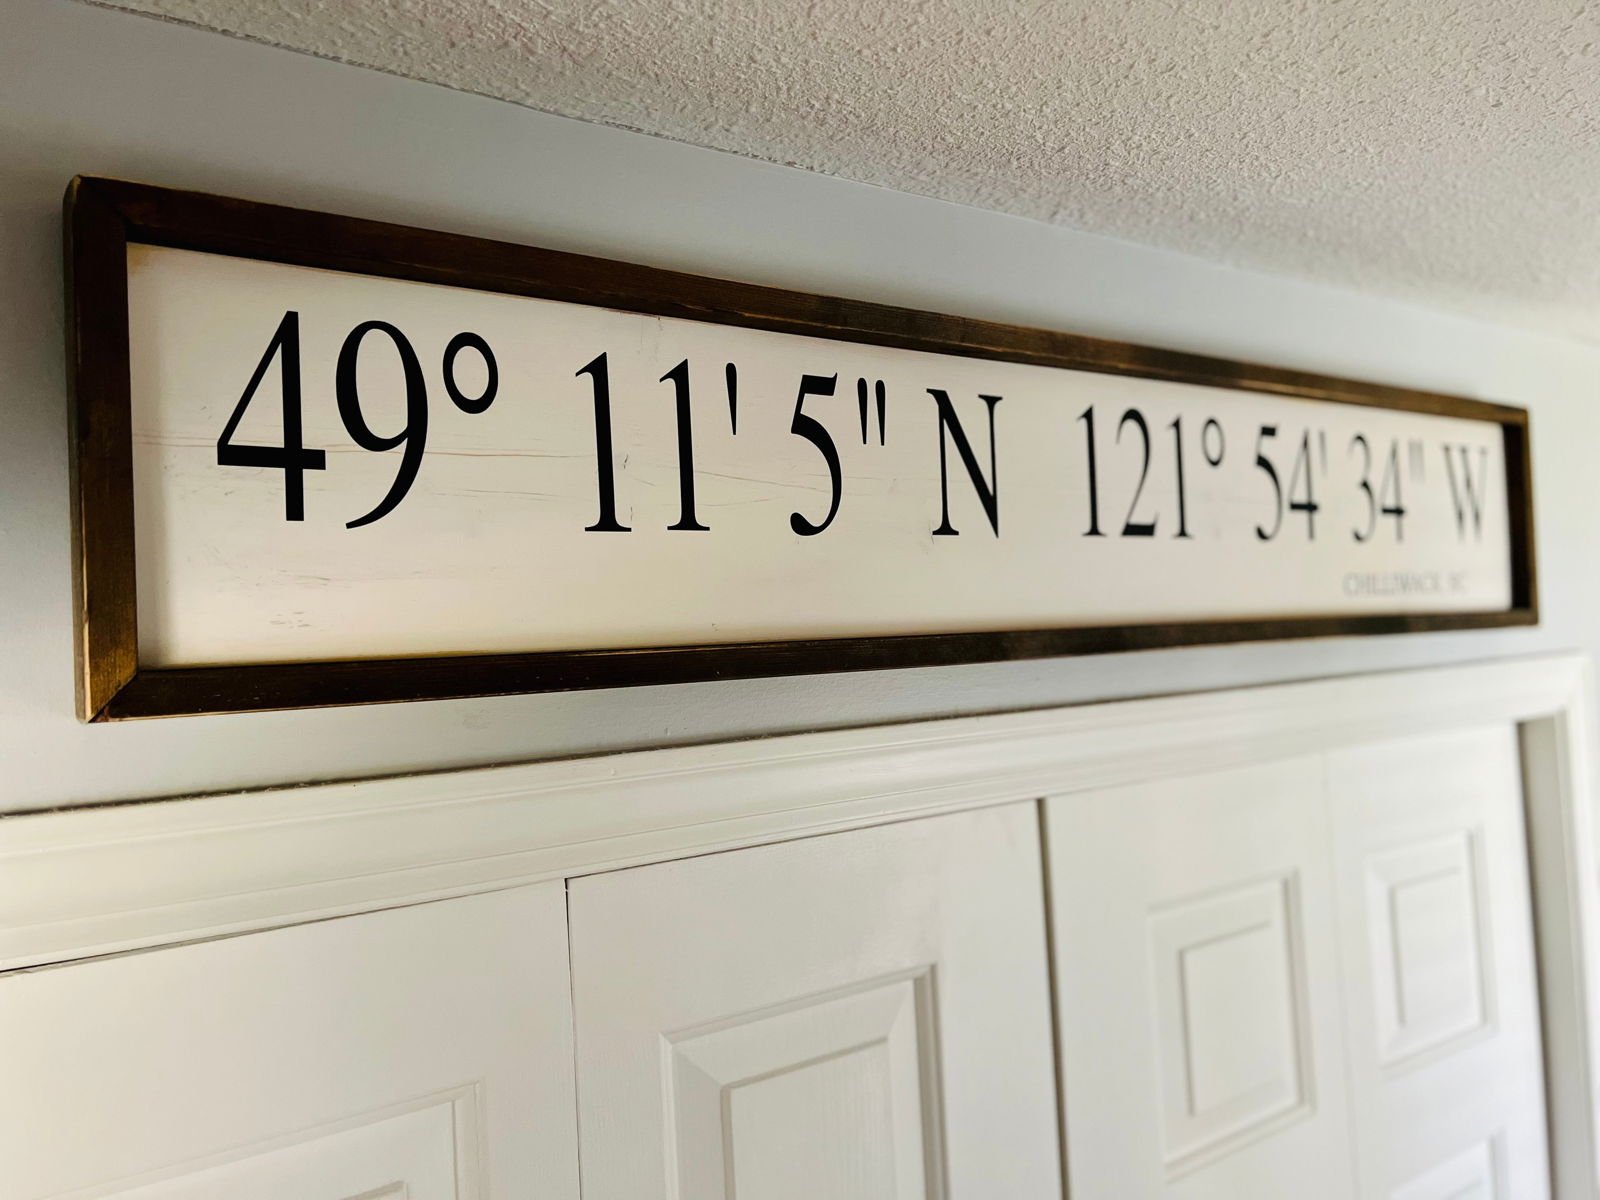 49° 11' 5" N 121° 54' 34" W
CHILLIWACK, BC